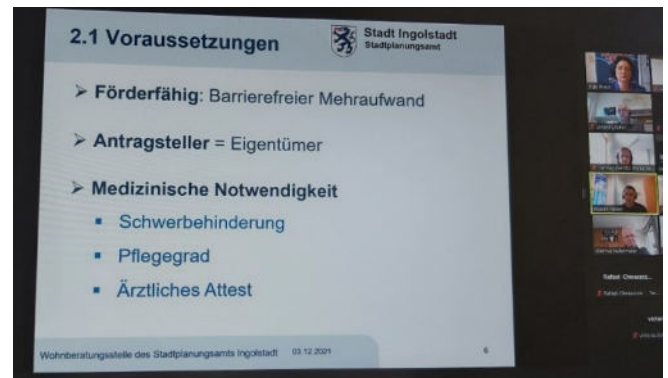 2.1 Voraussetzungen
Stadt Ingolstadt
Stadtplanungsamt
➢ Förderfähig: Barrierefreier Mehraufwand
➢ Antragsteller = Eigentümer
➢ Medizinische Notwendigkeit
▪ Schwerbehinderung
▪ Pflegegrad
▪ Ärztliches Attest
Wohnberatungsstelle des Stadtplanungsamts Ingolstadt 03.12.2021 6